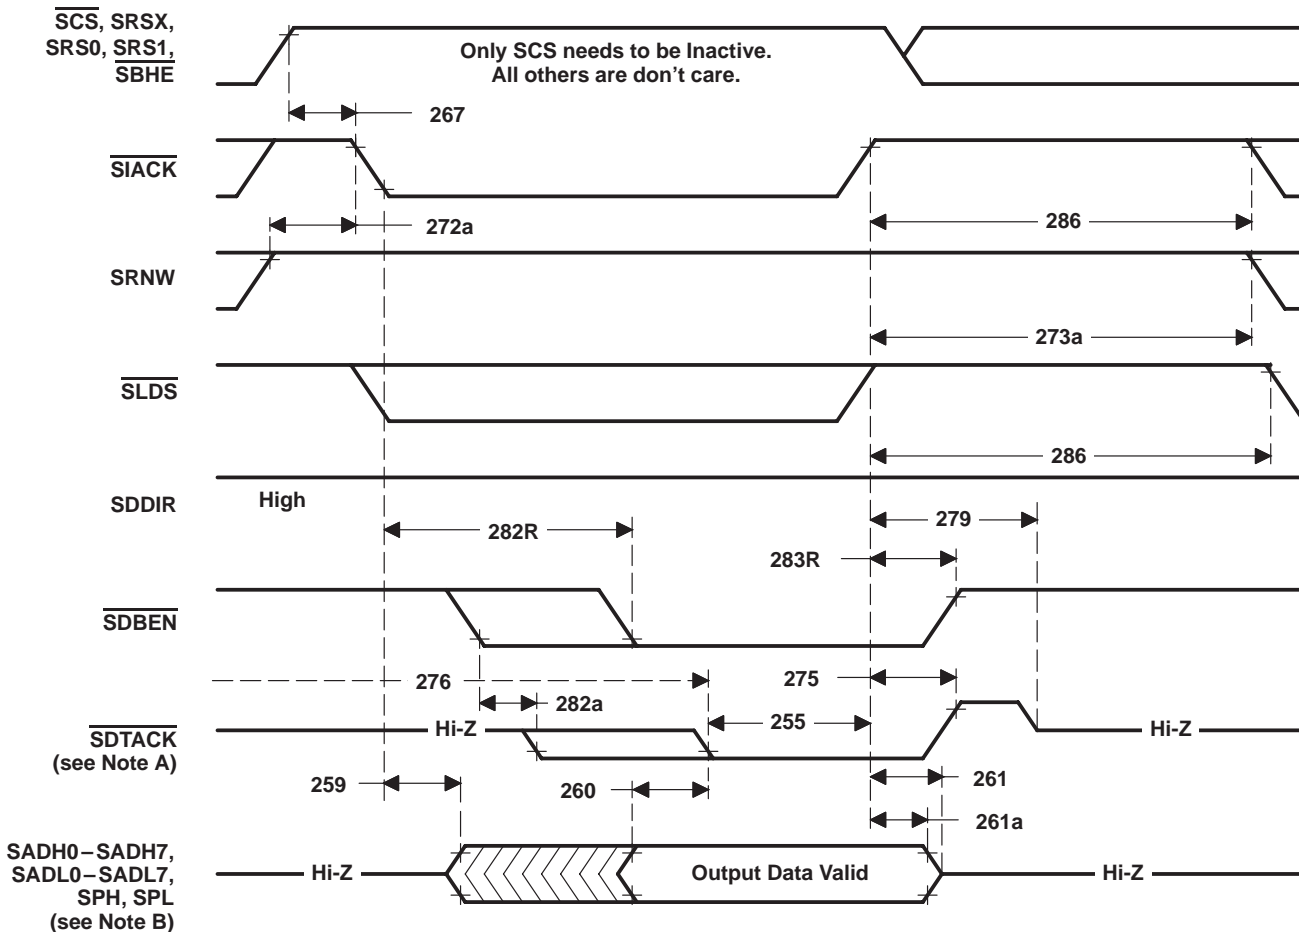 SCS, SRSX,
SRS0, SRS1,
SBHE
Only SCS needs to be Inactive.
All others are don't care.
267
SIACK
272a
286
SRNW
273a
SLDS
286
SDDIR
High
282R
279
283R
SDBEN
276
275
282a
255
SDTACK
(see Note A)
Hi-Z
Hi-Z
259
260
261
261a
SADH0–SADH7,
SADL0–SADL7,
SPH, SPL
(see Note B)
Hi-Z
Output Data Valid
Hi-Z